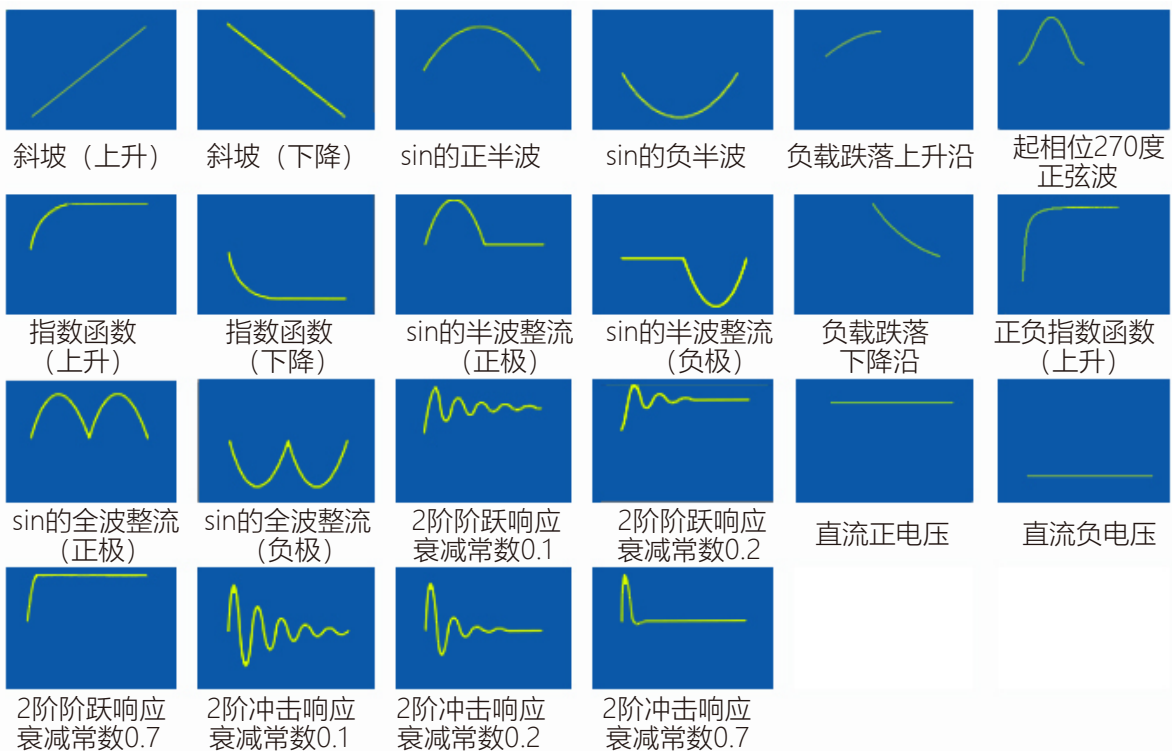 斜坡（上升）
斜坡（下降）
sin的正半波
sin的负半波
负载跌落上升沿
起相位270度
正弦波
指数函数
（上升）
指数函数
（下降）
sin的半波整流
（正极）
sin的半波整流
（负极）
负载跌落
下降沿
正负指数函数
（上升）
sin的全波整流
（正极）
sin的全波整流
（负极）
2阶阶跃响应
衰减常数0.1
2阶阶跃响应
衰减常数0.2
直流正电压
直流负电压
2阶阶跃响应
衰减常数0.7
2阶冲击响应
衰减常数0.1
2阶冲击响应
衰减常数0.2
2阶冲击响应
衰减常数0.7